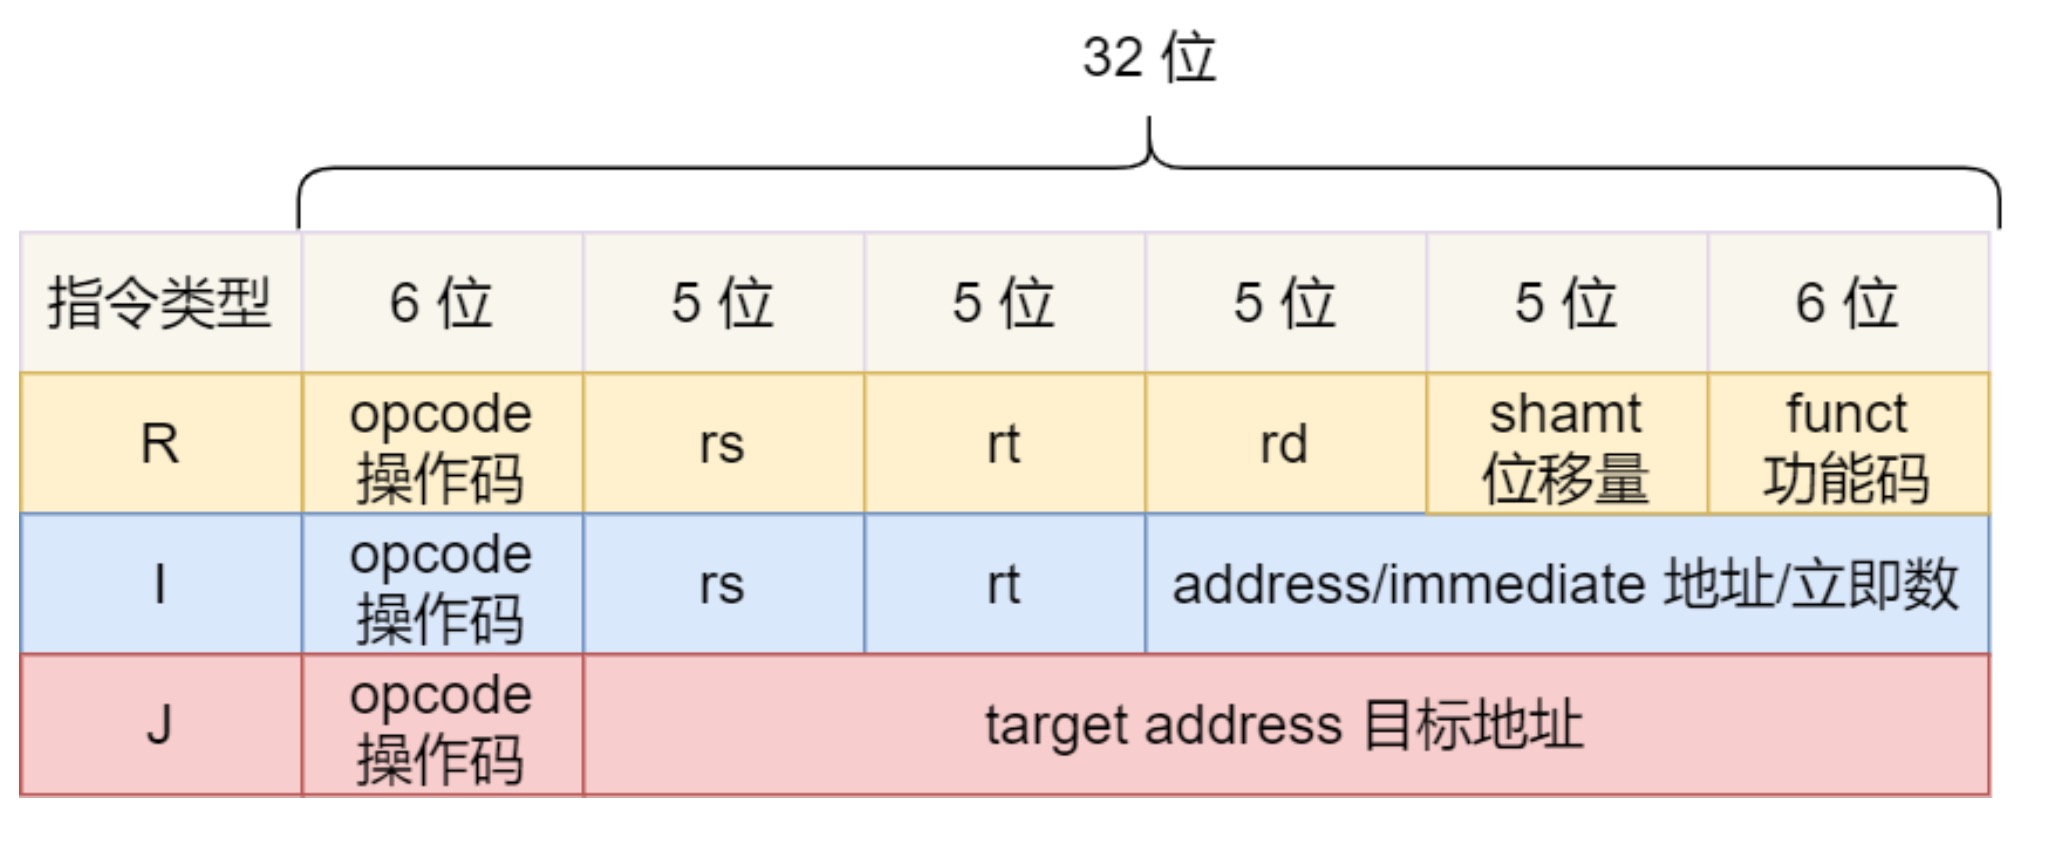 32 位
指令类型 6 位 5 位 5 位 5 位 5 位 6 位
R opcode 操作码 rs rt rd shamt 位移量 funct 功能码
I opcode 操作码 rs rt address/immediate 地址/立即数
J opcode 操作码 target address 目标地址